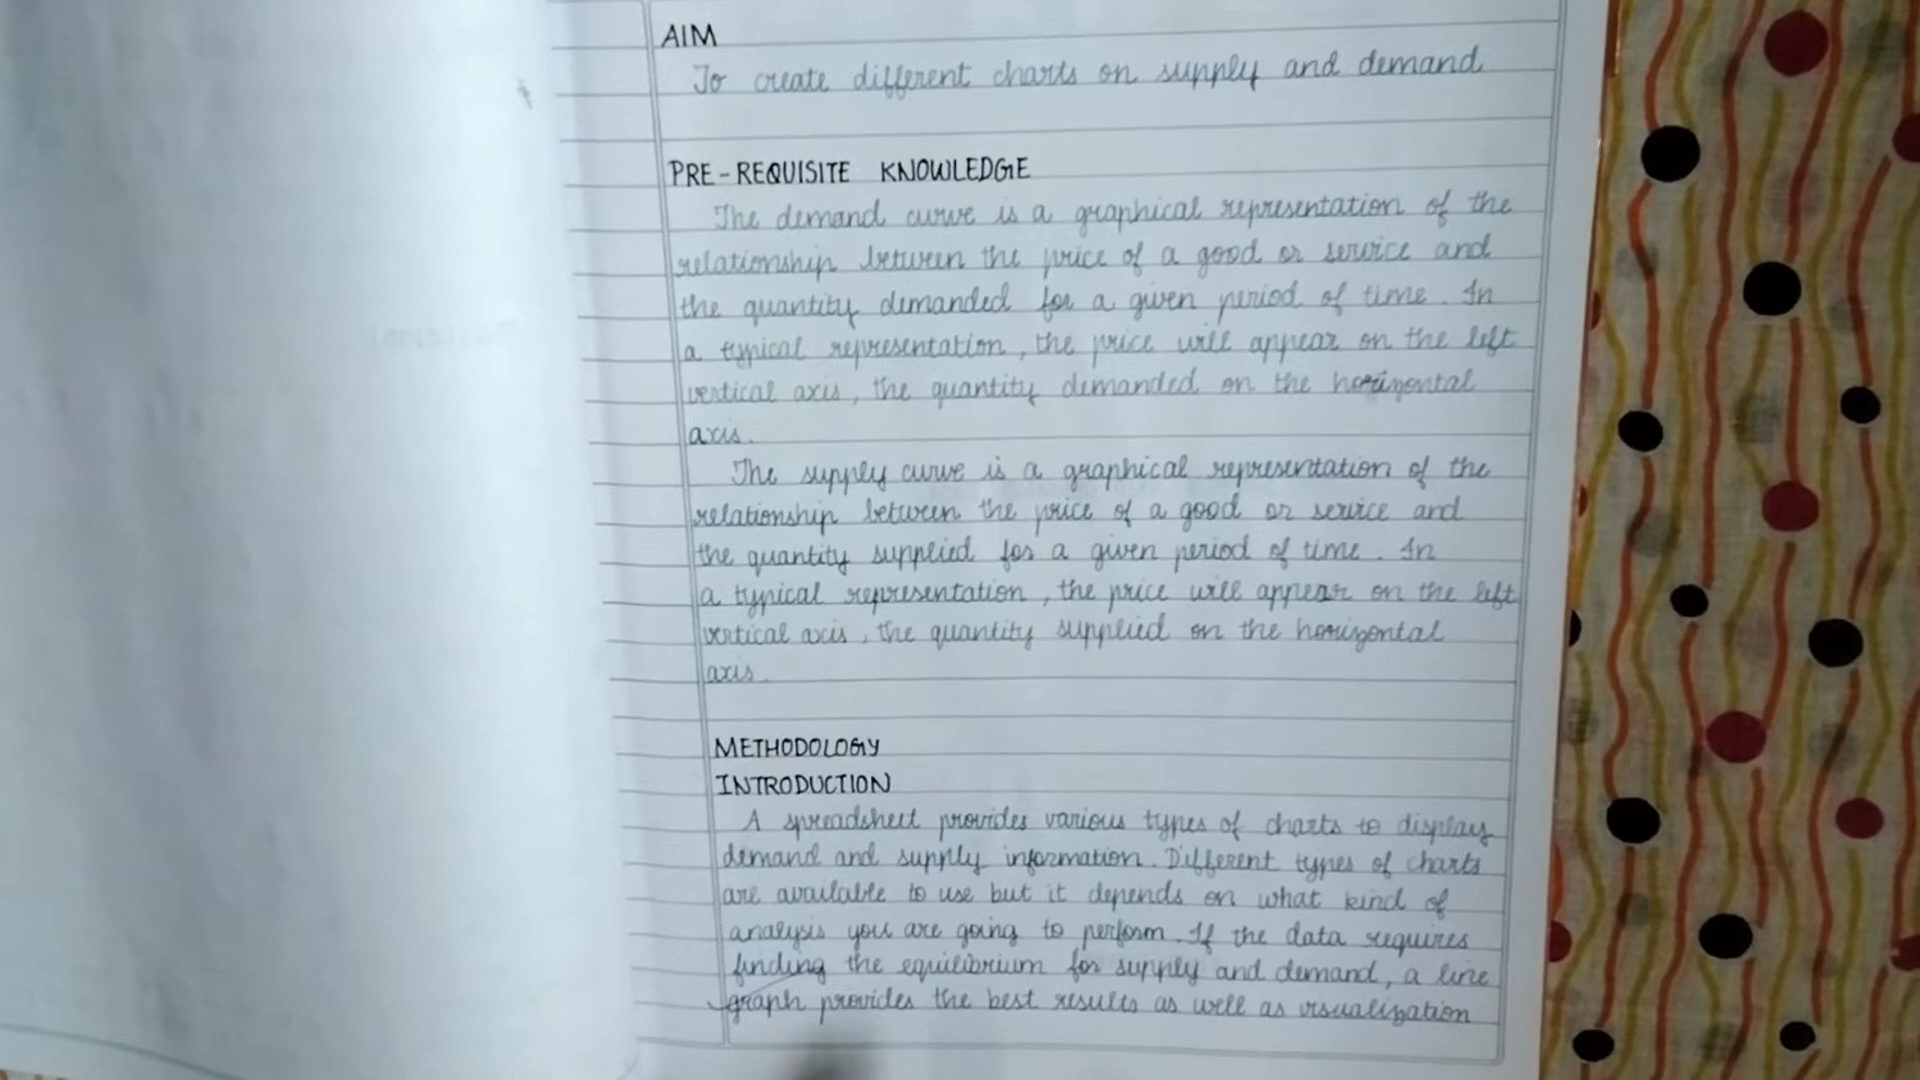 AIM
To create different charts on supply and demand
PRE-REQUISITE KNOWLEDGE
The demand curve is a graphical representation of the
relationship between the price of a good or service and
the quantity demanded for a given period of time. In
a typical representation, the price will appear on the left
vertical axis, the quantity demanded on the horizontal
axis.
The supply curve is a graphical representation of the
relationship between the price of a good or service and
the quantity supplied for a given period of time. In
a typical representation, the price will appear on the left
vertical axis, the quantity supplied on the horizontal
axis.
METHODOLOGY
INTRODUCTION
A spreadsheet provides various types of charts to display
demand and supply information. Different types of charts
are available to use but it depends on what kind of
analysis you are going to perform. If the data requires
finding the equilibrium for supply and demand, a line
graph provides the best results as well as visualization